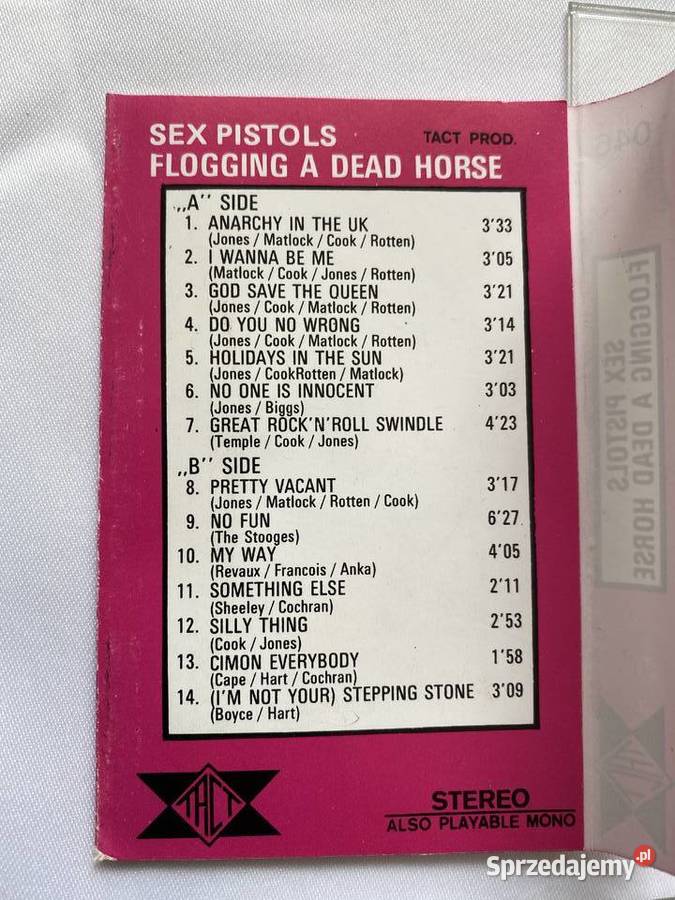 SEX PISTOLS TACT PROD.
FLOGGING A DEAD HORSE
„A'' SIDE
1. ANARCHY IN THE UK 3'33
(Jones / Matlock / Cook / Rotten)
2. I WANNA BE ME 3'05
(Matlock / Cook / Jones / Rotten)
3. GOD SAVE THE QUEEN 3'21
(Jones / Cook / Matlock / Rotten)
4. DO YOU NO WRONG 3'14
(Jones / Cook / Matlock / Rotten)
5. HOLIDAYS IN THE SUN 3'21
(Jones / CookRotten / Matlock)
6. NO ONE IS INNOCENT 3'03
(Jones / Biggs)
7. GREAT ROCK'N'ROLL SWINDLE 4'23
(Temple / Cook / Jones)
„B'' SIDE
8. PRETTY VACANT 3'17
(Jones / Matlock / Rotten / Cook)
9. NO FUN 6'27
(The Stooges)
10. MY WAY 4'05
(Revaux / Francois / Anka)
11. SOMETHING ELSE 2'11
(Sheeley / Cochran)
12. SILLY THING 2'53
(Cook / Jones)
13. CIMON EVERYBODY 1'58
(Cape / Hart / Cochran)
14. (I'M NOT YOUR) STEPPING STONE 3'09
(Boyce / Hart)
TACT
STEREO
ALSO PLAYABLE MONO
046
FLOGGING A DEAD HORSE
SEX PISTOLS
TACT
Sprzedajemy.pl